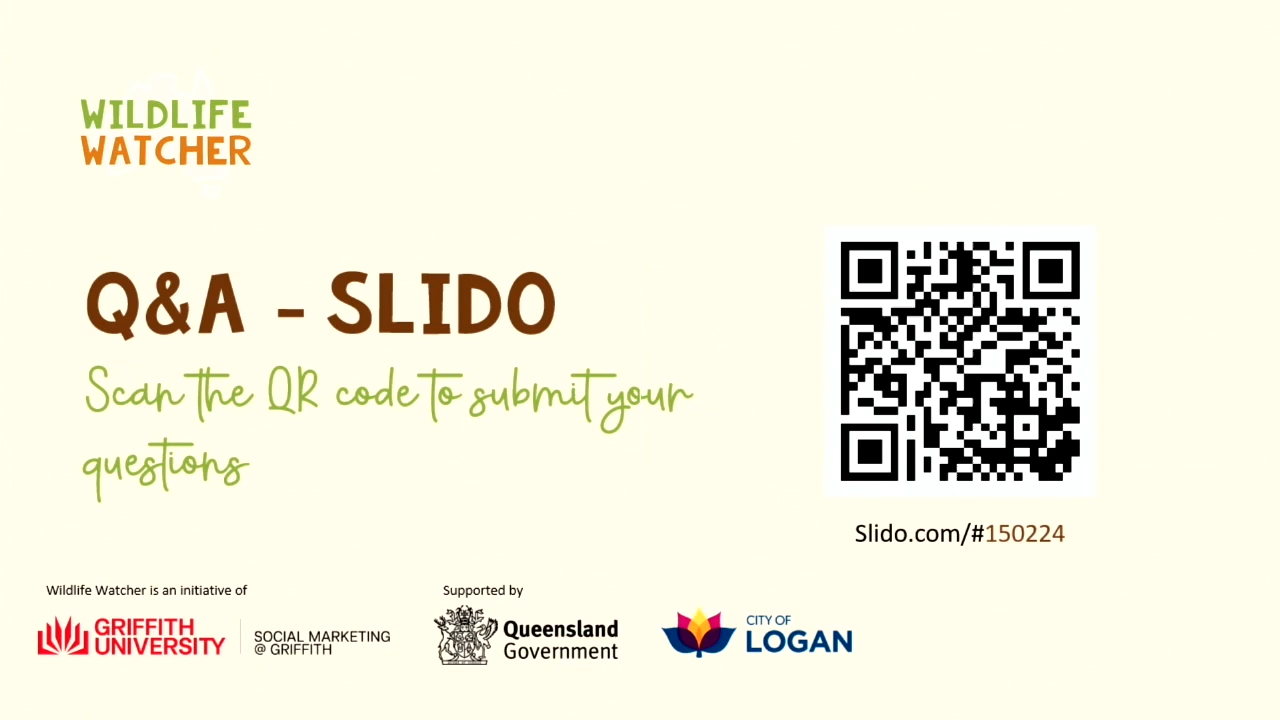 WILDLIFE
WATCHER
Q&A - SLIDO
Scan the QR code to submit your
questions
Slido.com/#150224
Wildlife Watcher is an initiative of
Supported by
GRIFFITH
UNIVERSITY
SOCIAL MARKETING
@ GRIFFITH
Queensland
Government
CITY OF
LOGAN